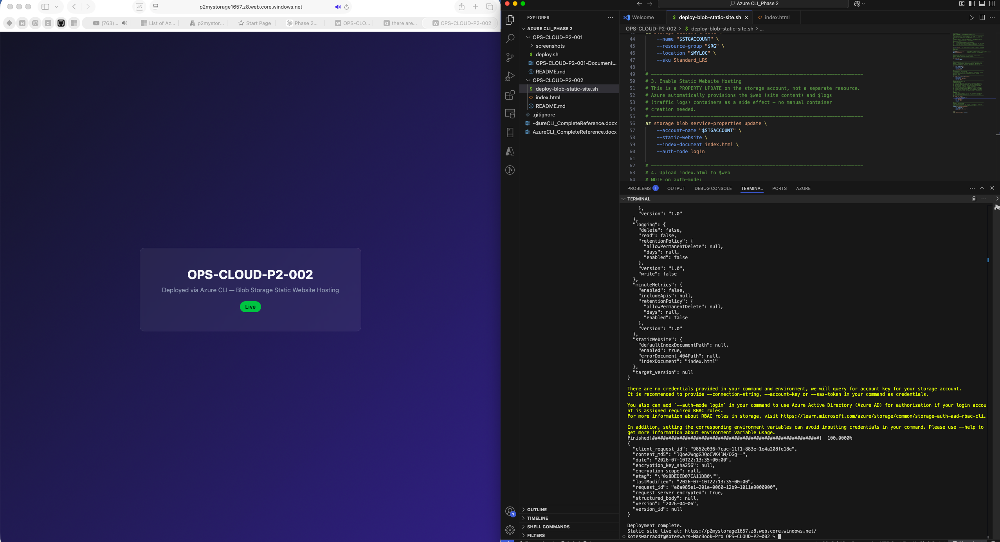 JS
p2mystorage1657.z8.web.core.windows.net
H
C
(763)...
List of Az...
p2mystor...
Start Page
Phase 2...
W
OPS-CLO...
G
there are...
W
OPS-CLOUD-P2-002
OPS-CLOUD-P2-002
Deployed via Azure CLI — Blob Storage Static Website Hosting
Live
Azure CLI_Phase 2
EXPLORER
AZURE CLI_PHASE 2
OPS-CLOUD-P2-001
screenshots
$ deploy.sh
OPS-CLOUD-P2-001-Document...
README.md
OPS-CLOUD-P2-002
$ deploy-blob-static-site.sh
<> index.html
README.md
.gitignore
~$ureCLI_CompleteReference.docx
AzureCLI_CompleteReference.docx
OUTLINE
TIMELINE
SHELL COMMANDS
FILTERS
1
Welcome
$ deploy-blob-static-site.sh
<> index.html
OPS-CLOUD-P2-002 > $ deploy-blob-static-site.sh > ...
az storage account create \
44 --name "$STGACCOUNT" \
45 --resource-group "$RG" \
46 --location "$MYLOC" \
47 --sku Standard_LRS
48
49 # ---------------------------------------------------------------------------
50 # 3. Enable Static Website Hosting
51 # This is a PROPERTY UPDATE on the storage account, not a separate resource.
52 # Azure automatically provisions the $web (site content) and $logs
53 # (traffic logs) containers as a side effect — no manual container
54 # creation needed.
55 # ---------------------------------------------------------------------------
56 az storage blob service-properties update \
57 --account-name "$STGACCOUNT" \
58 --static-website \
59 --index-document index.html \
60 --auth-mode login
61
62 # ---------------------------------------------------------------------------
63 # 4. Upload index.html to $web
64 # NOTE on auth-mode:
PROBLEMS 1
OUTPUT
DEBUG CONSOLE
TERMINAL
PORTS
AZURE
TERMINAL
},
"version": "1.0"
},
"logging": {
"delete": false,
"read": false,
"retentionPolicy": {
"allowPermanentDelete": null,
"days": null,
"enabled": false
},
"version": "1.0",
"write": false
},
"minuteMetrics": {
"enabled": false,
"includeApis": null,
"retentionPolicy": {
"allowPermanentDelete": null,
"days": null,
"enabled": false
},
"version": "1.0"
},
"staticWebsite": {
"defaultIndexDocumentPath": null,
"enabled": true,
"errorDocument_404Path": null,
"indexDocument": "index.html"
},
"target_version": null
}
There are no credentials provided in your command and environment, we will query for account key for your storage account.
It is recommended to provide --connection-string, --account-key or --sas-token in your command as credentials.
You also can add `--auth-mode login` in your command to use Azure Active Directory (Azure AD) for authorization if your login accou
nt is assigned required RBAC roles.
For more information about RBAC roles in storage, visit https://learn.microsoft.com/azure/storage/common/storage-auth-aad-rbac-cli.
In addition, setting the corresponding environment variables can avoid inputting credentials in your command. Please use --help to
get more information about environment variable usage.
Finished[#############################################################]  100.0000%
{
"client_request_id": "9852e036-7cac-11f1-883e-1e4a208fe18e",
"content_md5": "lQoe2WqgGJQoCVK4lM/OGg==",
"date": "2026-07-10T22:13:35+00:00",
"encryption_key_sha256": null,
"encryption_scope": null,
"etag": "\"0x8DEDED07CA11DB0\"",
"lastModified": "2026-07-10T22:13:35+00:00",
"request_id": "e0a085e1-201e-0060-12b9-1011e9000000",
"request_server_encrypted": true,
"structured_body": null,
"version": "2026-04-06",
"version_id": null
}
Deployment complete.
Static site live at: https://p2mystorage1657.z8.web.core.windows.net/
koteswarraodt@Koteswars-MacBook-Pro OPS-CLOUD-P2-002 %